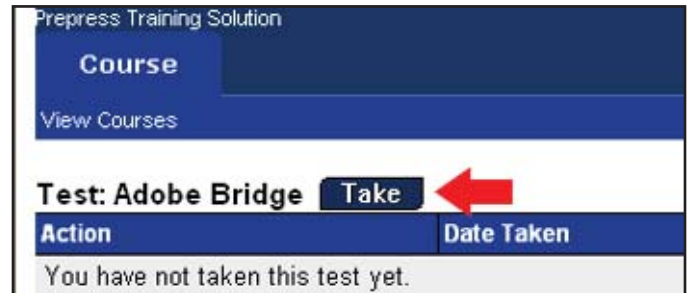 Prepress Training Solution
Course
View Courses
Test: Adobe Bridge Take
Action Date Taken
You have not taken this test yet.